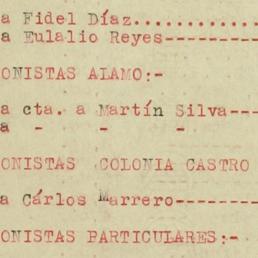 a Fidel Díaz............
a Eulalio Reyes---------
ONISTAS ALAMO:-
a cta. a Martín Silva---
a - - -
ONISTAS COLONIA CASTRO
a Cárlos Marrero--------
ONISTAS PARTICULARES:-